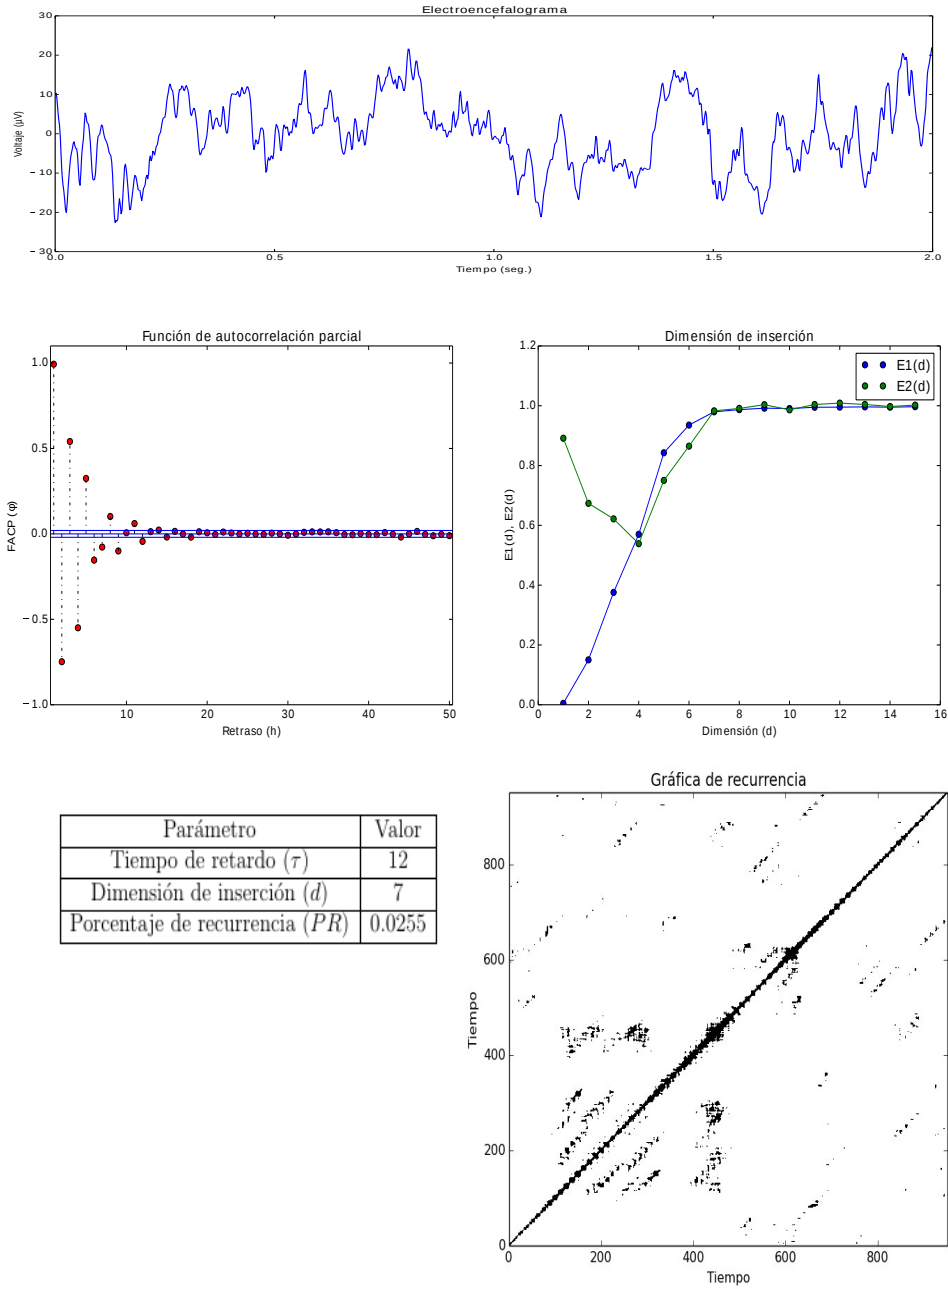 Electroencefalograma
30
20
10
0
−10
−20
−30
Voltaje (μV)
0.0 0.5 1.0 1.5 2.0
Tiempo (seg.)
Función de autocorrelación parcial
1.0
0.5
0.0
−0.5
−1.0
FACP (φ)
10 20 30 40 50
Retraso (h)
Dimensión de inserción
1.2
1.0
0.8
0.6
0.4
0.2
0.0
E1(d), E2(d)
E1(d)
E2(d)
0 2 4 6 8 10 12 14 16
Dimensión (d)
Parámetro Valor
Tiempo de retardo (τ) 12
Dimensión de inserción (d) 7
Porcentaje de recurrencia (PR) 0.0255
Gráfica de recurrencia
800
600
400
200
0
Tiempo
0 200 400 600 800
Tiempo